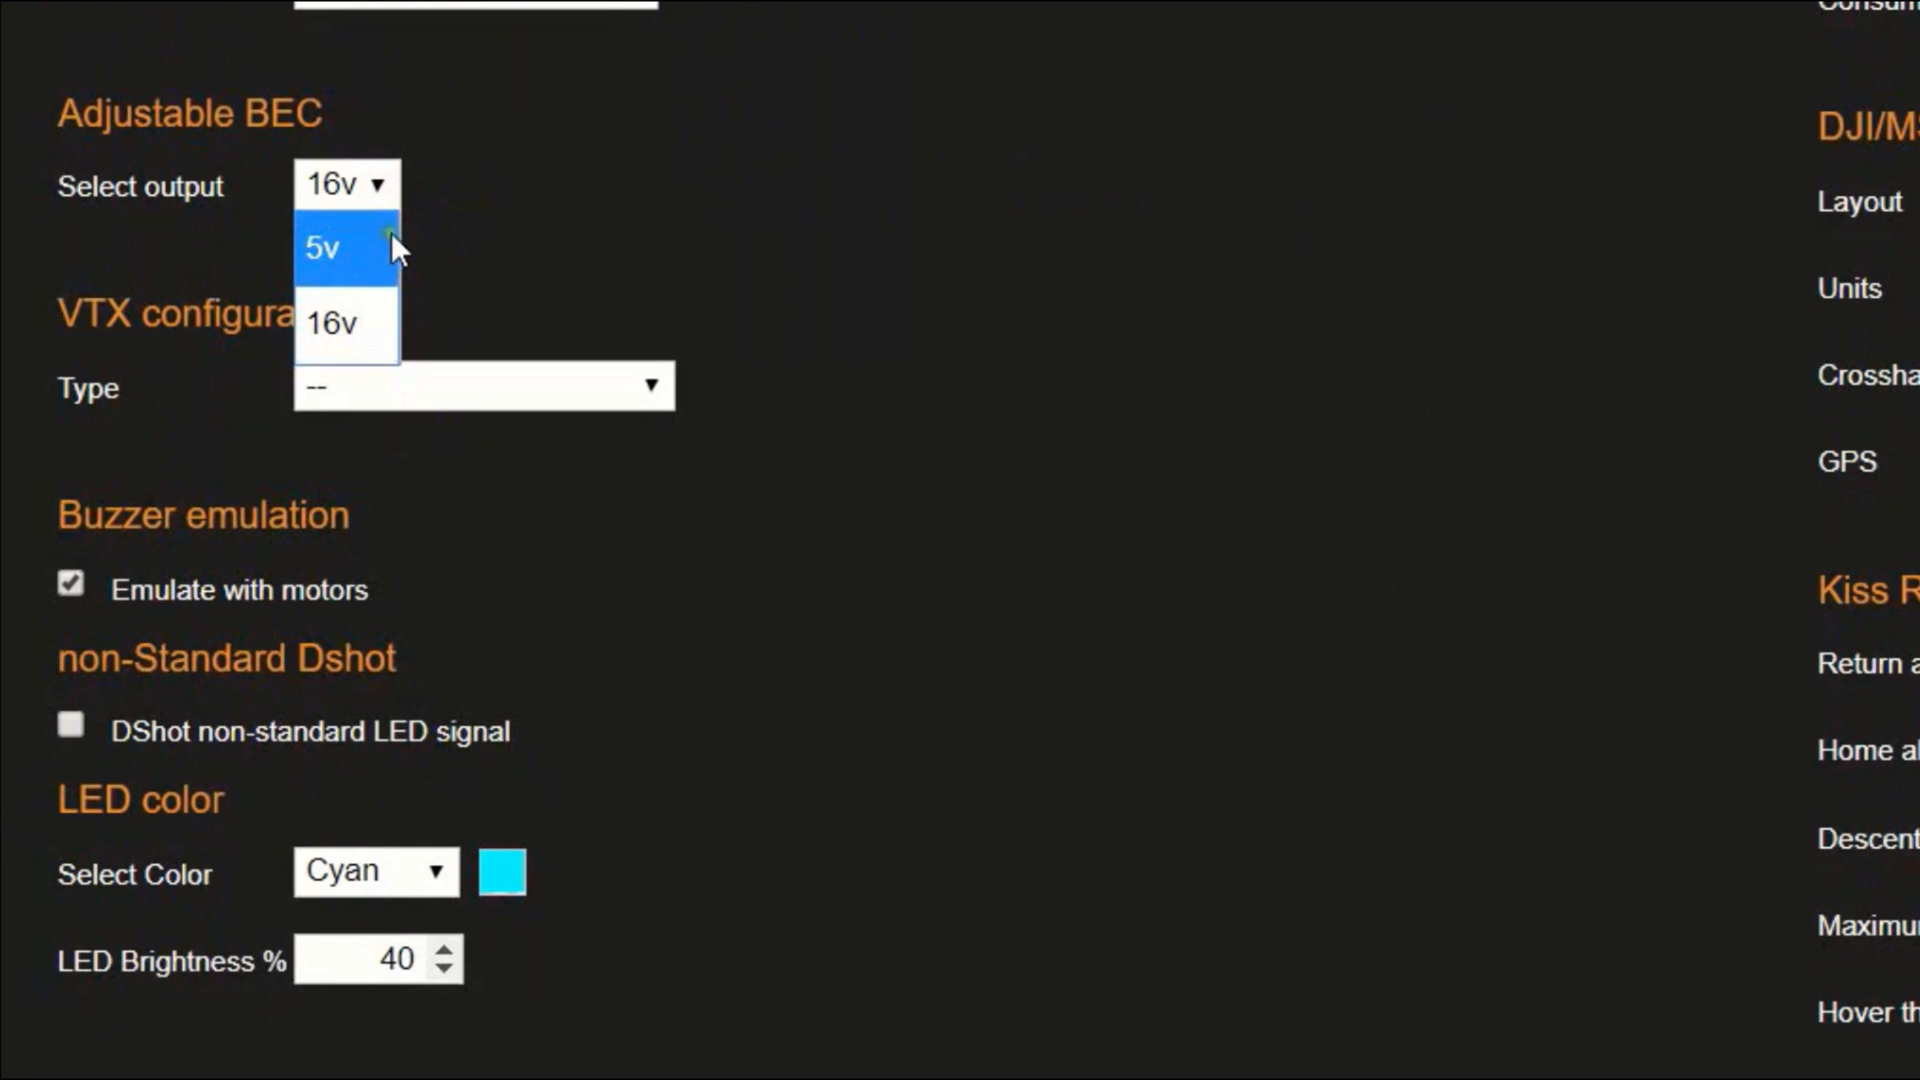 Adjustable BEC
Select output
16v
5v
16v
VTX configura
Type
--
Buzzer emulation
Emulate with motors
non-Standard Dshot
DShot non-standard LED signal
LED color
Select Color
Cyan
LED Brightness %
40
DJI/M
Layout
Units
Crossha
GPS
Kiss R
Return a
Home al
Descent
Maximu
Hover th